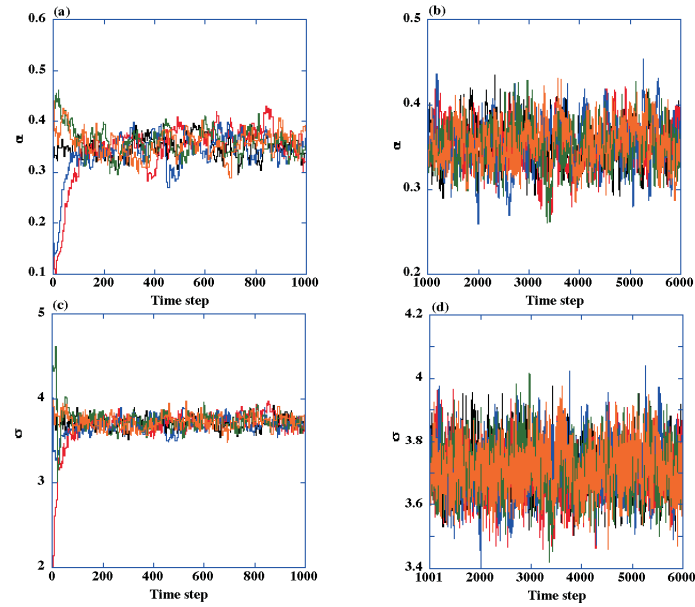 (a)
(b)
0.6
0.5
0.4
0.3
0.2
0.1
α
0 200 400 600 800 1000
Time step
0.5
0.4
0.3
0.2
α
1000 2000 3000 4000 5000 6000
Time step
(c)
(d)
5
4
3
2
σ
0 200 400 600 800 1000
Time step
4.2
4
3.8
3.6
3.4
σ
1001 2000 3000 4000 5000 6000
Time step